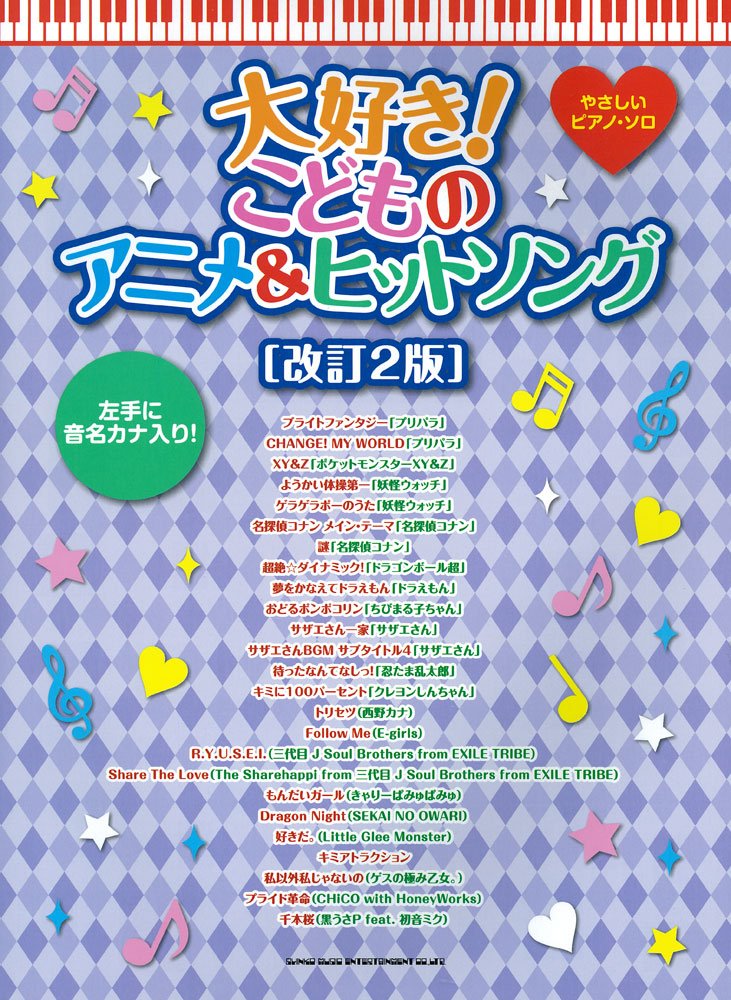 大好き!
こどもの
アニメ&ヒットソング
やさしい
ピアノ・ソロ
[改訂2版]
左手に
音名カナ入り!
ブライトファンタジー「プリパラ」
CHANGE! MY WORLD「プリパラ」
XY&Z「ポケットモンスターXY&Z」
ようかい体操第一「妖怪ウォッチ」
ゲラゲラポーのうた「妖怪ウォッチ」
名探偵コナン メイン・テーマ「名探偵コナン」
謎「名探偵コナン」
超絶☆ダイナミック!「ドラゴンボール超」
夢をかなえてドラえもん「ドラえもん」
おどるポンポコリン「ちびまる子ちゃん」
サザエさん一家「サザエさん」
サザエさんBGM サブタイトル4「サザエさん」
待ったなんてなしっ!「忍たま乱太郎」
キミに100パーセント「クレヨンしんちゃん」
トリセツ(西野カナ)
Follow Me(E-girls)
R.Y.U.S.E.I.(三代目 J Soul Brothers from EXILE TRIBE)
Share The Love(The Sharehappi from 三代目 J Soul Brothers from EXILE TRIBE)
もんだいガール(きゃりーぱみゅぱみゅ)
Dragon Night(SEKAI NO OWARI)
好きだ。(Little Glee Monster)
キミアトラクション
私以外私じゃないの(ゲスの極み乙女。)
プライド革命(CHiCO with HoneyWorks)
千本桜(黒うさP feat. 初音ミク)
SHINKO MUSIC ENTERTAINMENT CO.,LTD.